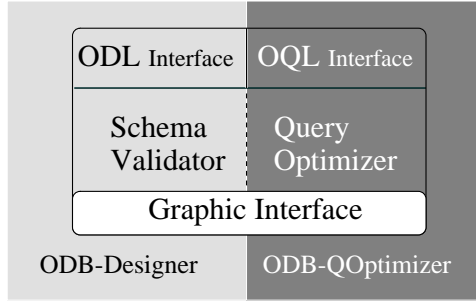 ODL Interface OQL Interface
Schema Query
Validator Optimizer
Graphic Interface
ODB-Designer ODB-QOptimizer